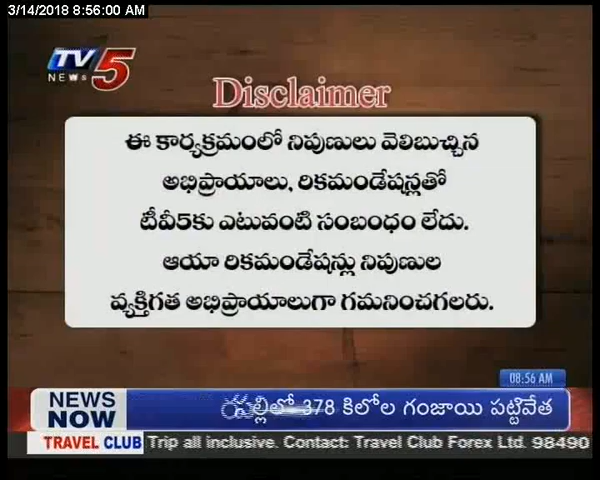 3/14/2018 8:56:00 AM
TV5
NEWS
Disclaimer
ఈ కార్యక్రమంలో నిపుణులు వెలిబుచ్చిన
అభిప్రాయాలు, రికమండేషన్లతో
టీవీ5కు ఎటువంటి సంబంధం లేదు.
ఆయా రికమండేషన్లు నిపుణుల
వ్యక్తిగత అభిప్రాయాలుగా గమనించగలరు.
08:56 AM
NEWS NOW
378 కిలోల గంజాయి పట్టివేత
TRAVEL CLUB Trip all inclusive. Contact: Travel Club Forex Ltd. 98490